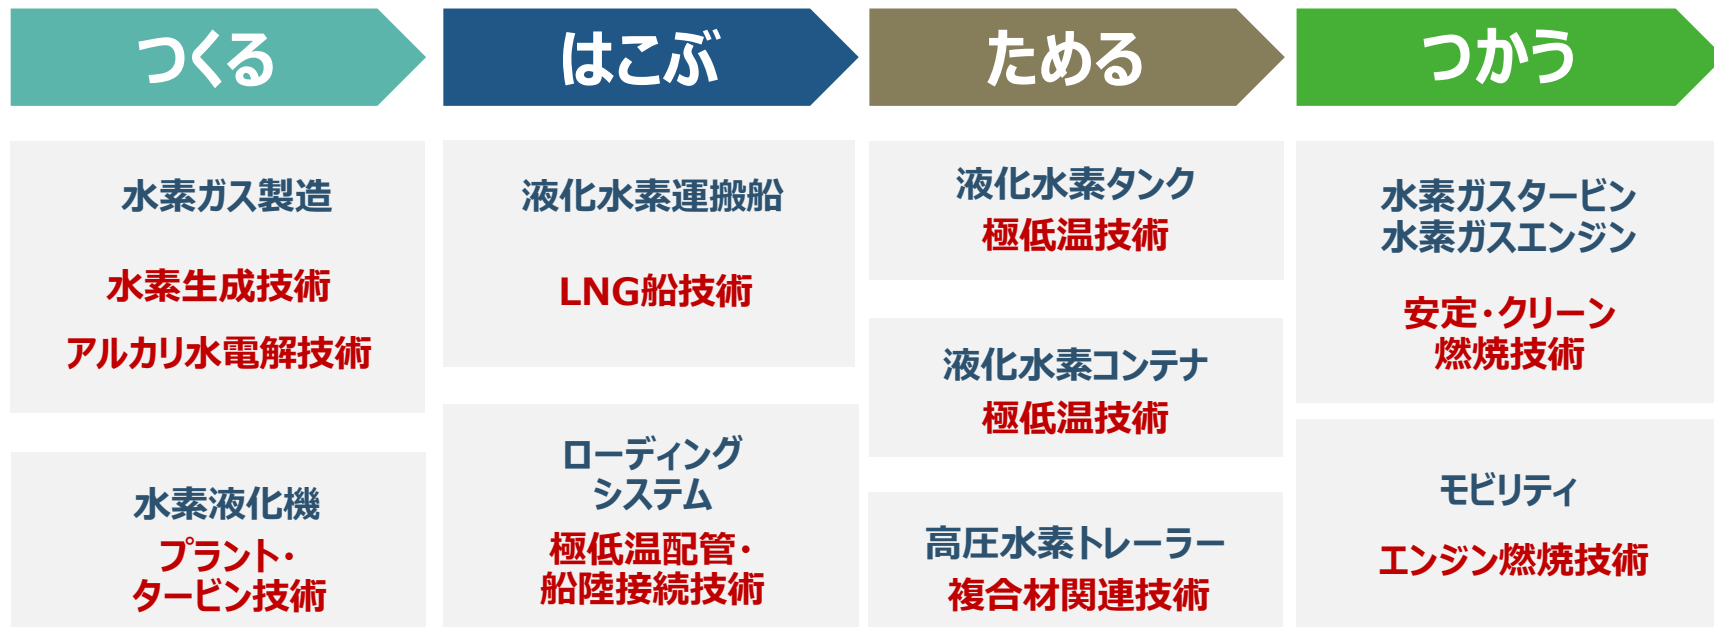 つくる
はこぶ
ためる
つかう
水素ガス製造
水素生成技術
アルカリ水電解技術
水素液化機
プラント・
タービン技術
液化水素運搬船
LNG船技術
ローディング
システム
極低温配管・
船陸接続技術
液化水素タンク
極低温技術
液化水素コンテナ
極低温技術
高圧水素トレーラー
複合材関連技術
水素ガスタービン
水素ガスエンジン
安定・クリーン
燃焼技術
モビリティ
エンジン燃焼技術